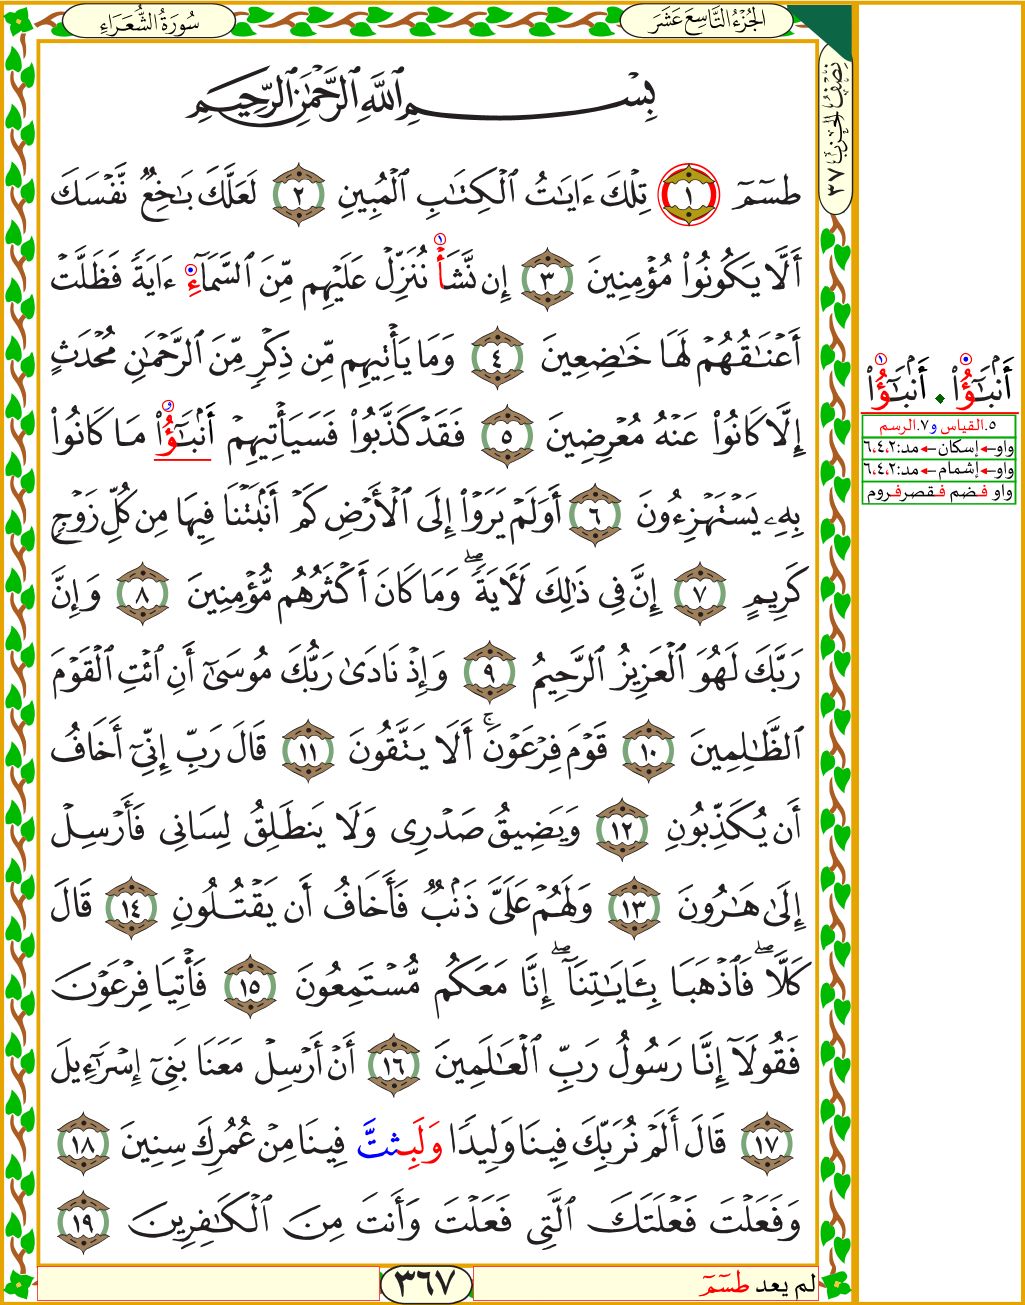 سُورَةُ الشُّعَرَاءِ
الجُزْءُ التَّاسِعَ عَشَرَ
نِصْفُ الحِزْبِ ٣٧
بِسْمِ ٱللَّهِ ٱلرَّحْمَٰنِ ٱلرَّحِيمِ
طسٓمٓ ١ تِلْكَ ءَايَٰتُ ٱلْكِتَٰبِ ٱلْمُبِينِ ٢ لَعَلَّكَ بَٰخِعٌ نَّفْسَكَ
أَلَّا يَكُونُوا۟ مُؤْمِنِينَ ٣ إِن نَّشَأْ نُنَزِّلْ عَلَيْهِم مِّنَ ٱلسَّمَآءِ ءَايَةً فَظَلَّتْ
أَعْنَٰقُهُمْ لَهَا خَٰضِعِينَ ٤ وَمَا يَأْتِيهِم مِّن ذِكْرٍ مِّنَ ٱلرَّحْمَٰنِ مُحْدَثٍ
إِلَّا كَانُوا۟ عَنْهُ مُعْرِضِينَ ٥ فَقَدْ كَذَّبُوا۟ فَسَيَأْتِيهِمْ أَنۢبَٰٓؤُا۟ مَا كَانُوا۟
بِهِۦ يَسْتَهْزِءُونَ ٦ أَوَلَمْ يَرَوْا۟ إِلَى ٱلْأَرْضِ كَمْ أَنۢبَتْنَا فِيهَا مِن كُلِّ زَوْجٍ
كَرِيمٍ ٧ إِنَّ فِى ذَٰلِكَ لَءَايَةً ۖ وَمَا كَانَ أَكْثَرُهُم مُّؤْمِنِينَ ٨ وَإِنَّ
رَبَّكَ لَهُوَ ٱلْعَزِيزُ ٱلرَّحِيمُ ٩ وَإِذْ نَادَىٰ رَبُّكَ مُوسَىٰٓ أَنِ ٱئْتِ ٱلْقَوْمَ
ٱلظَّٰلِمِينَ ١٠ قَوْمَ فِرْعَوْنَ ۚ أَلَا يَتَّقُونَ ١١ قَالَ رَبِّ إِنِّىٓ أَخَافُ
أَن يُكَذِّبُونِ ١٢ وَيَضِيقُ صَدْرِى وَلَا يَنطَلِقُ لِسَانِى فَأَرْسِلْ
إِلَىٰ هَٰرُونَ ١٣ وَلَهُمْ عَلَىَّ ذَنۢبٌ فَأَخَافُ أَن يَقْتُلُونِ ١٤ قَالَ
كَلَّا ۖ فَٱذْهَبَا بِـَٔايَٰتِنَآ ۖ إِنَّا مَعَكُم مُّسْتَمِعُونَ ١٥ فَأْتِيَا فِرْعَوْنَ
فَقُولَآ إِنَّا رَسُولُ رَبِّ ٱلْعَٰلَمِينَ ١٦ أَنْ أَرْسِلْ مَعَنَا بَنِىٓ إِسْرَٰٓءِيلَ
١٧ قَالَ أَلَمْ نُرَبِّكَ فِينَا وَلِيدًا وَلَبِثتَّ فِينَا مِنْ عُمُرِكَ سِنِينَ ١٨
وَفَعَلْتَ فَعْلَتَكَ ٱلَّتِى فَعَلْتَ وَأَنتَ مِنَ ٱلْكَٰفِرِينَ ١٩
لم يعد طسٓمٓ
٣٦٧
أَنۢبَٰٓؤُا۟ . أَنۢبَٰٓؤُا۟
٥.القياس و٧.الرسم
واو←إسكان←مد:٦،٤،٢
واو←إشمام←مد:٦،٤،٢
واو فضم فقصرفروم